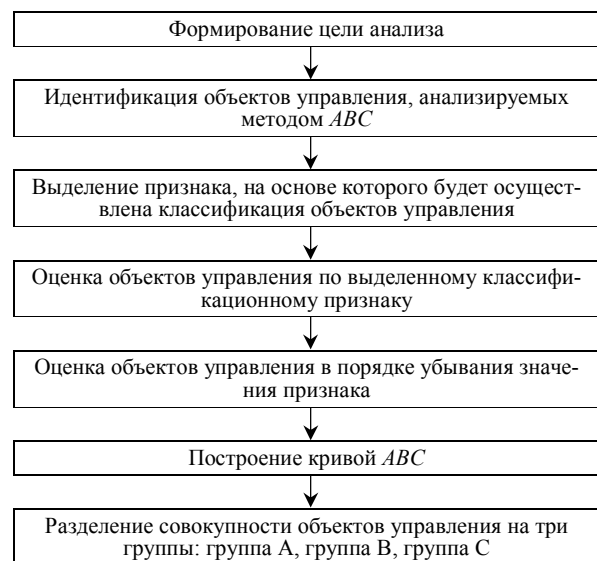 Формирование цели анализа
Идентификация объектов управления, анализируемых
методом ABC
Выделение признака, на основе которого будет осущест-
влена классификация объектов управления
Оценка объектов управления по выделенному классифи-
кационному признаку
Оценка объектов управления в порядке убывания значе-
ния признака
Построение кривой ABC
Разделение совокупности объектов управления на три
группы: группа А, группа В, группа С